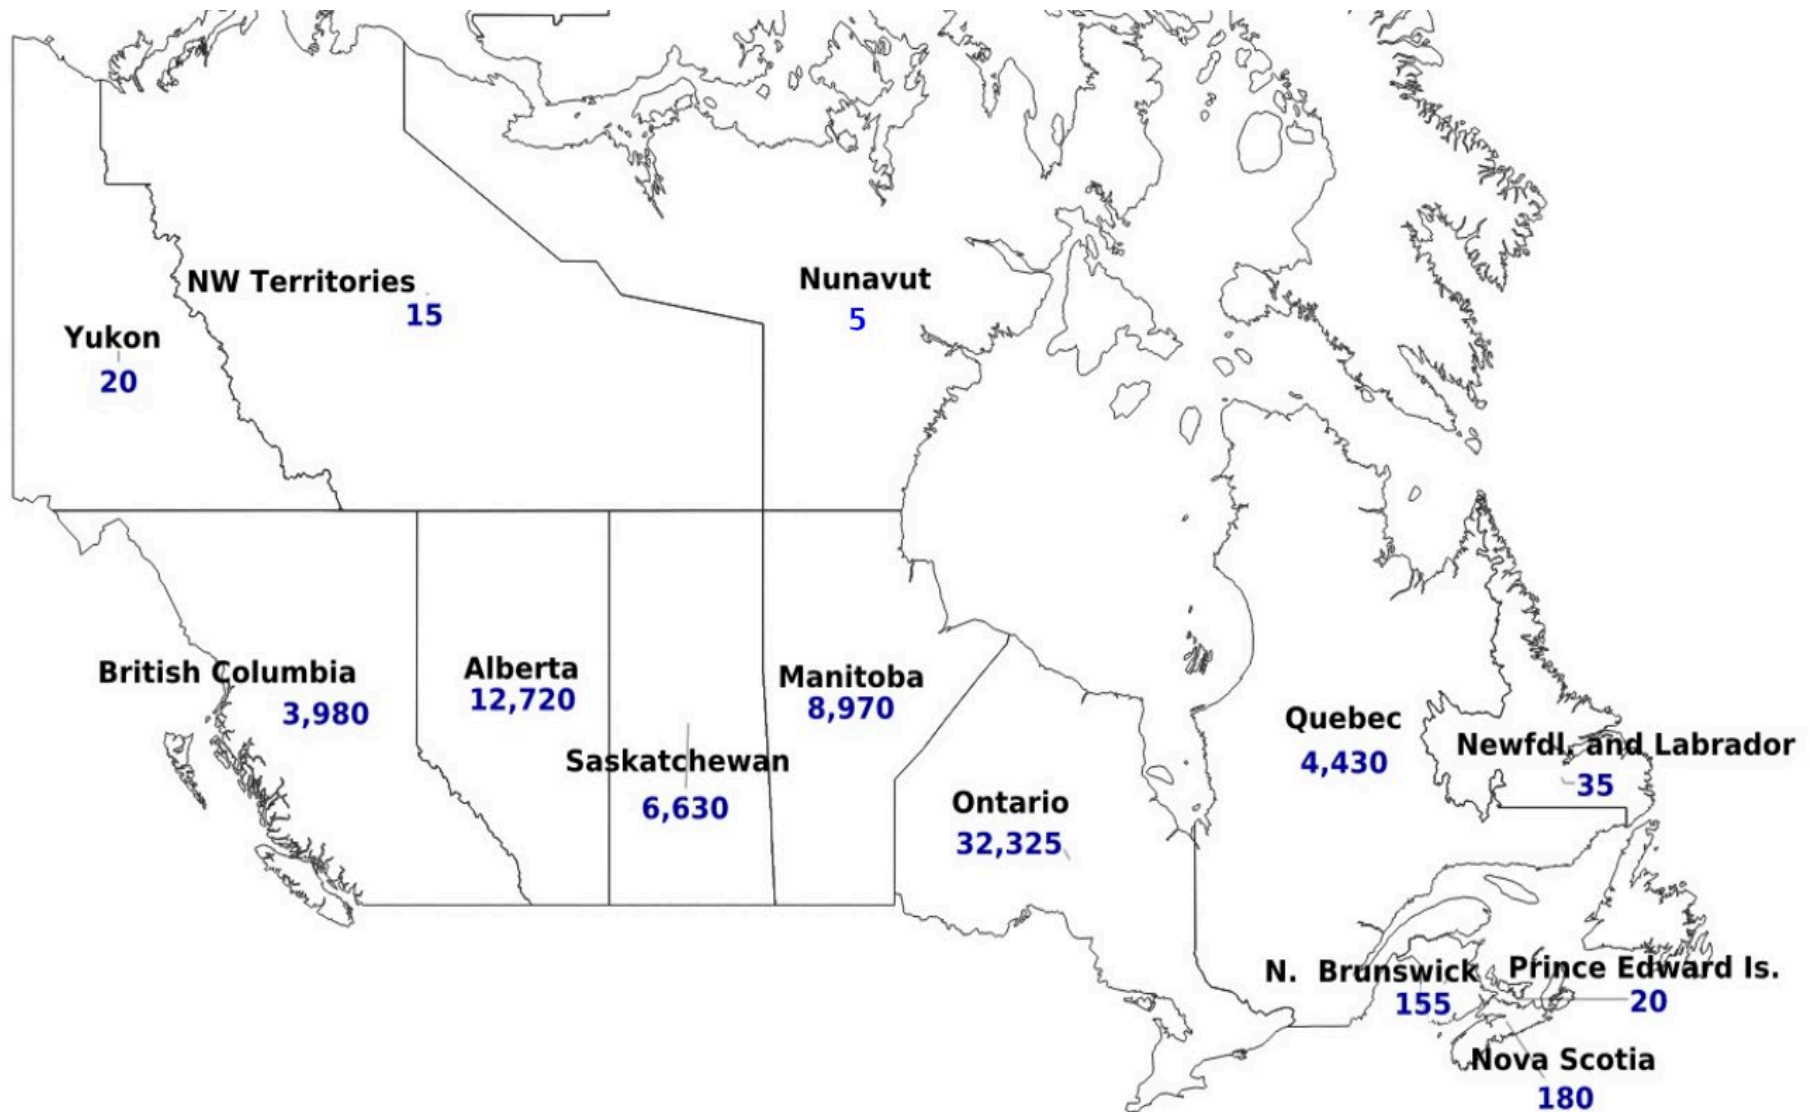 NW Territories
15
Nunavut
5
Yukon
20
British Columbia
3,980
Alberta
12,720
Saskatchewan
6,630
Manitoba
8,970
Ontario
32,325
Quebec
4,430
Newfdl. and Labrador
35
N. Brunswick
155
Prince Edward Is.
20
Nova Scotia
180